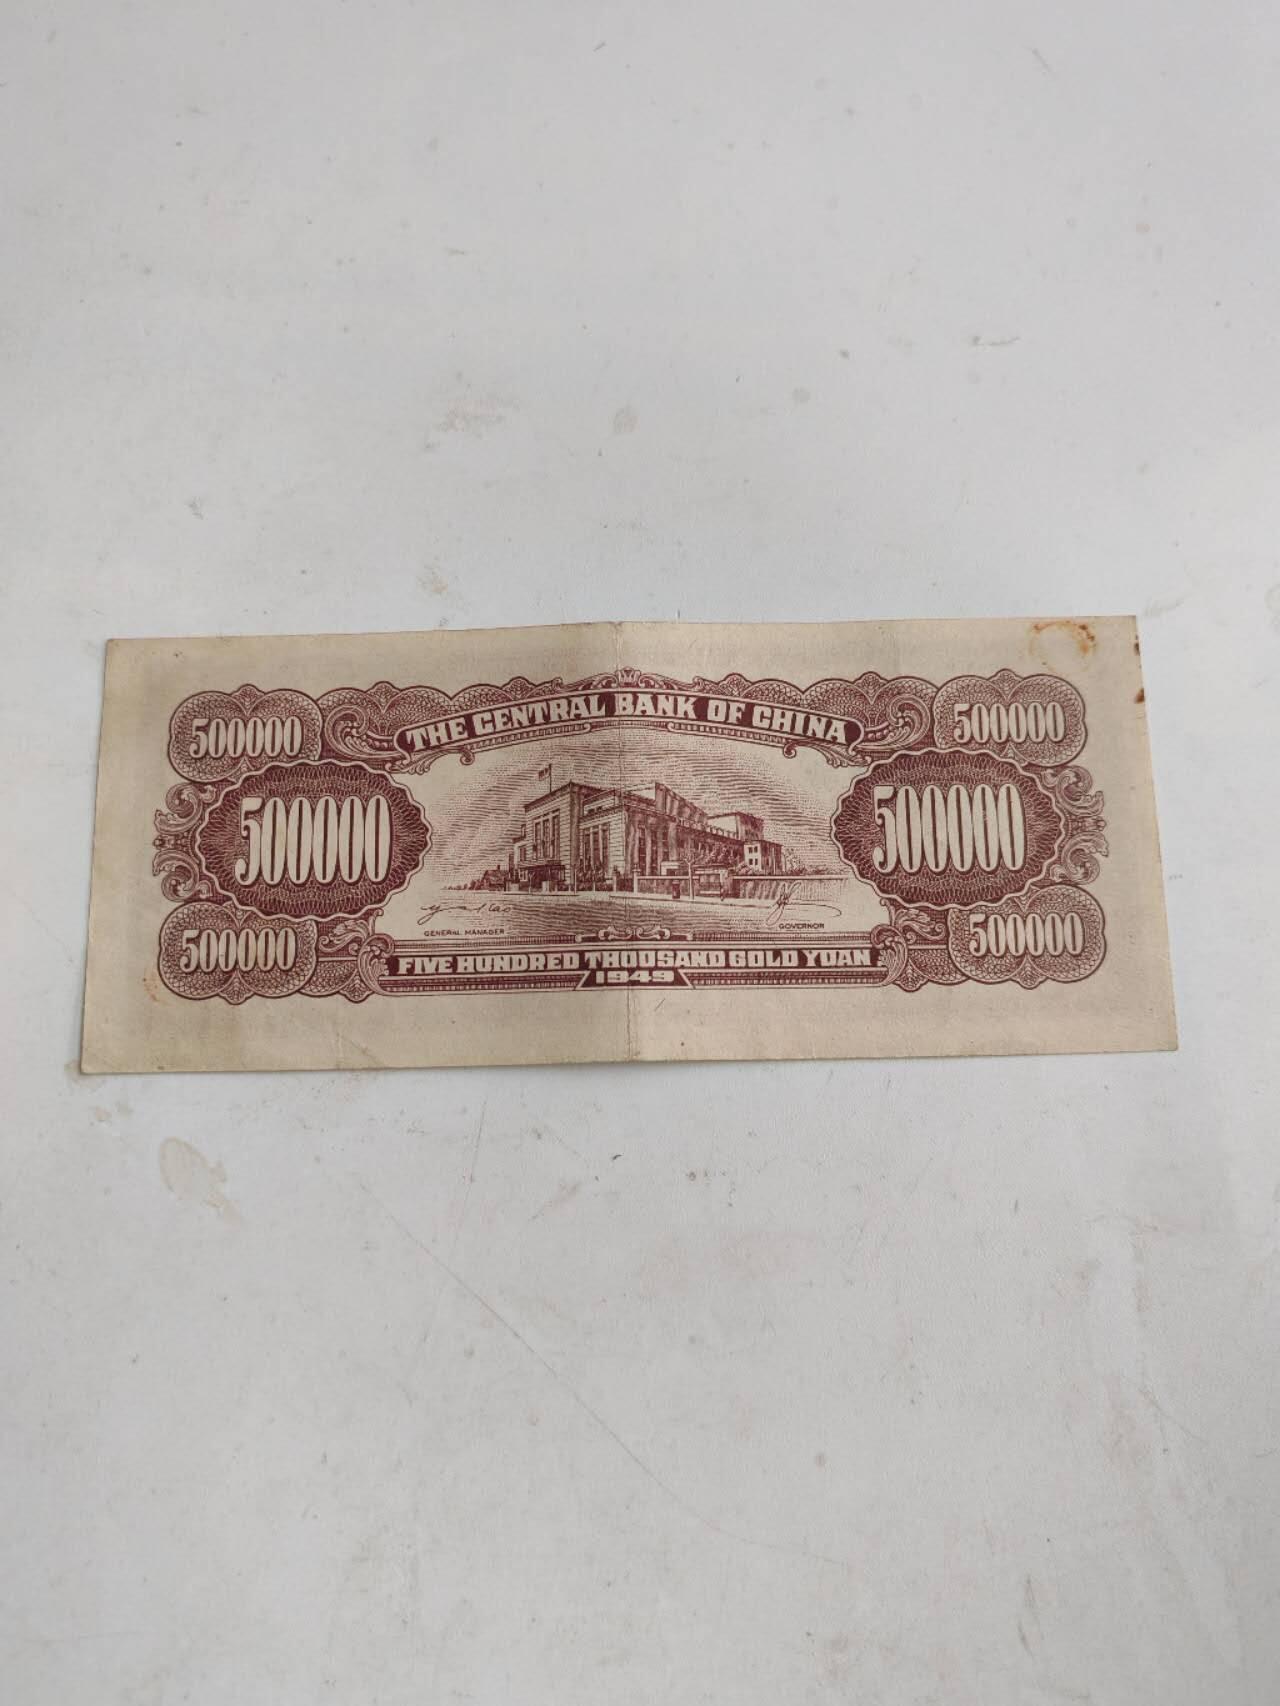 THE CENTRAL BANK OF CHINA
500000
500000
500000
500000
GENERAL MANAGER
GOVERNOR
500000
500000
FIVE HUNDRED THOUSAND GOLD YUAN
1949